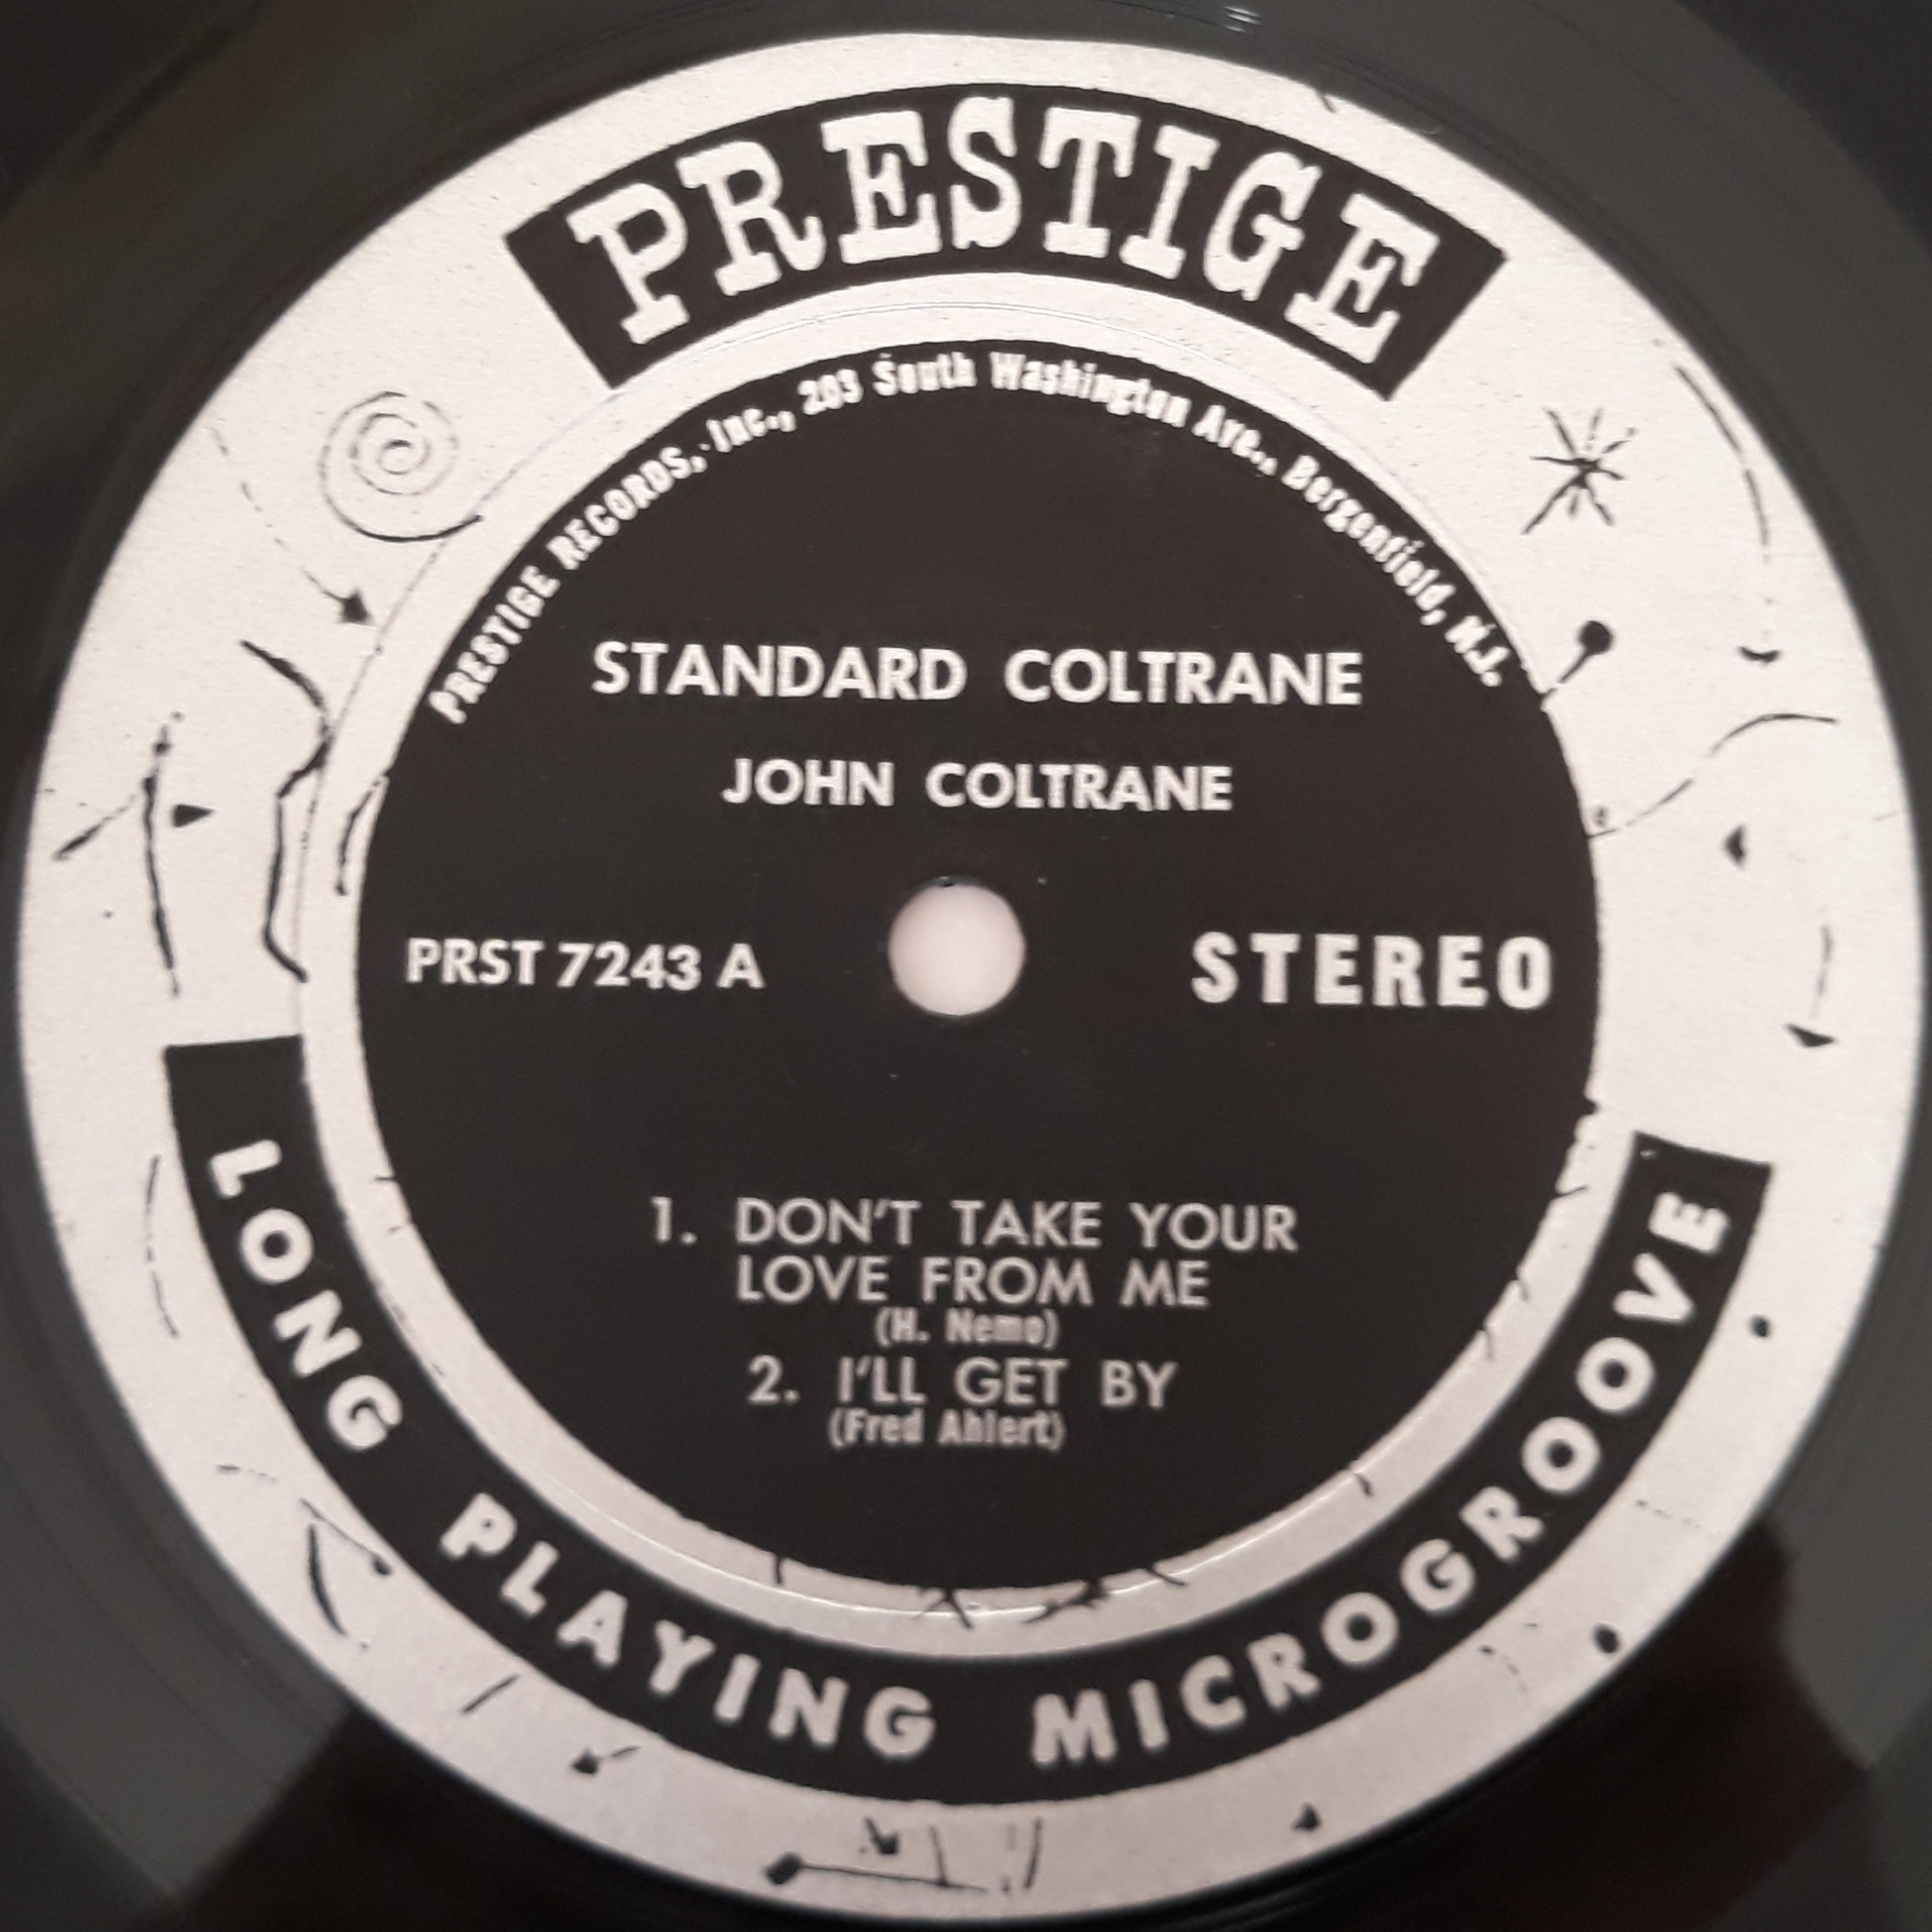 PRESTIGE
PRESTIGE RECORDS, Inc., 203 South Washington Ave., Bergenfield, N.J.
STANDARD COLTRANE
JOHN COLTRANE
PRST 7243 A
STEREO
1. DON'T TAKE YOUR
LOVE FROM ME
(H. Nemo)
2. I'LL GET BY
(Fred Ahlert)
LONG PLAYING MICROGROOVE